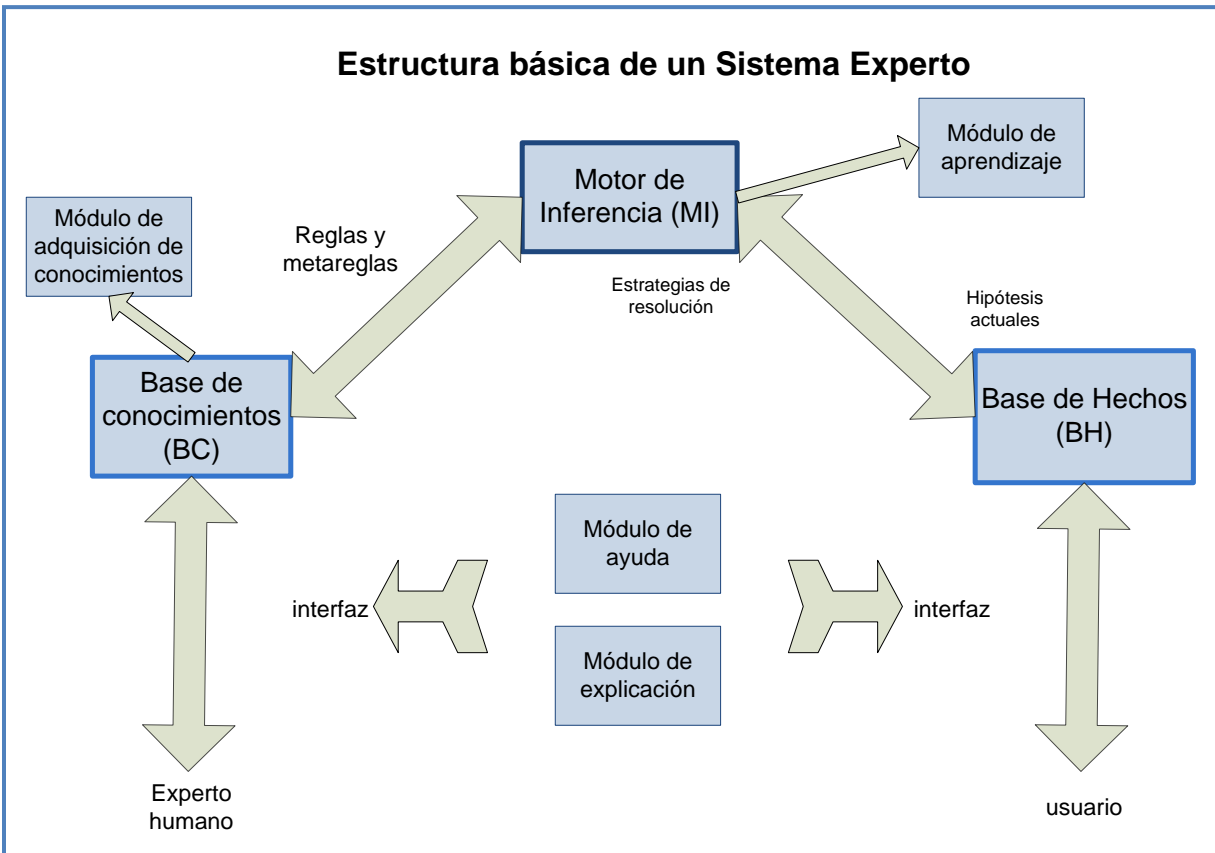 Estructura básica de un Sistema Experto
Módulo de
aprendizaje
Motor de
Inferencia (MI)
Módulo de
adquisición de
conocimientos
Reglas y
metareglas
Estrategias de
resolución
Hipótesis
actuales
Base de
conocimientos
(BC)
Base de Hechos
(BH)
Módulo de
ayuda
interfaz
interfaz
Módulo de
explicación
Experto
humano
usuario